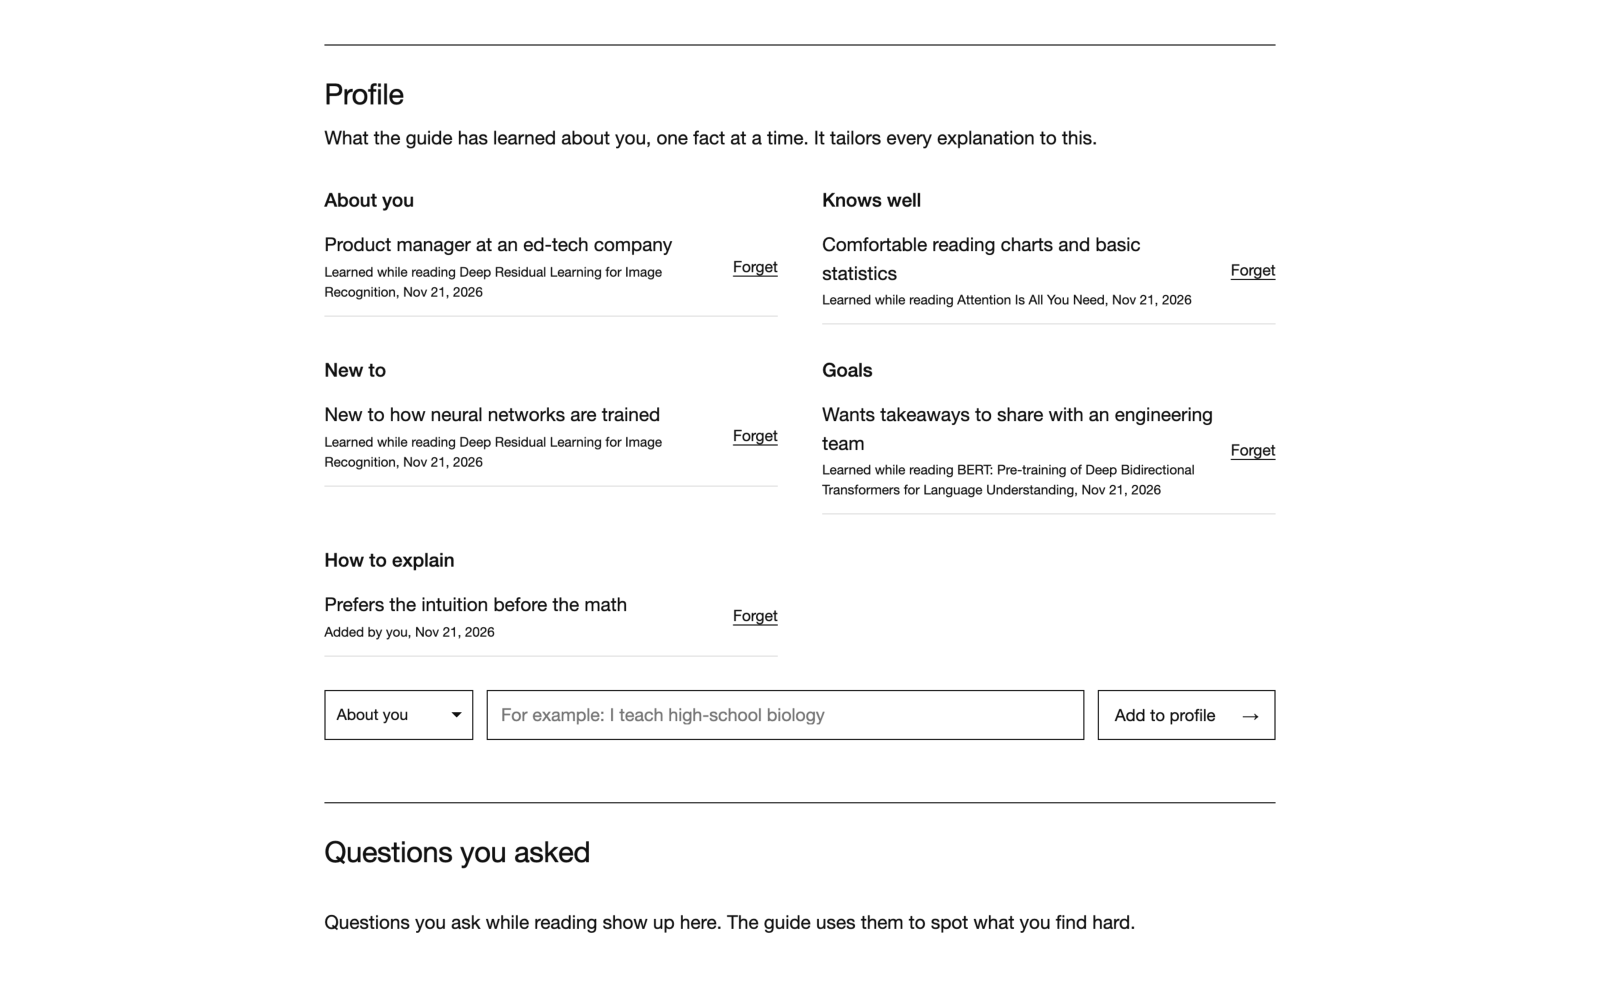 Profile
What the guide has learned about you, one fact at a time. It tailors every explanation to this.
About you
Product manager at an ed-tech company
Learned while reading Deep Residual Learning for Image
Recognition, Nov 21, 2026
Forget
Knows well
Comfortable reading charts and basic
statistics
Learned while reading Attention Is All You Need, Nov 21, 2026
Forget
New to
New to how neural networks are trained
Learned while reading Deep Residual Learning for Image
Recognition, Nov 21, 2026
Forget
Goals
Wants takeaways to share with an engineering
team
Learned while reading BERT: Pre-training of Deep Bidirectional
Transformers for Language Understanding, Nov 21, 2026
Forget
How to explain
Prefers the intuition before the math
Added by you, Nov 21, 2026
Forget
About you
For example: I teach high-school biology
Add to profile →
Questions you asked
Questions you ask while reading show up here. The guide uses them to spot what you find hard.